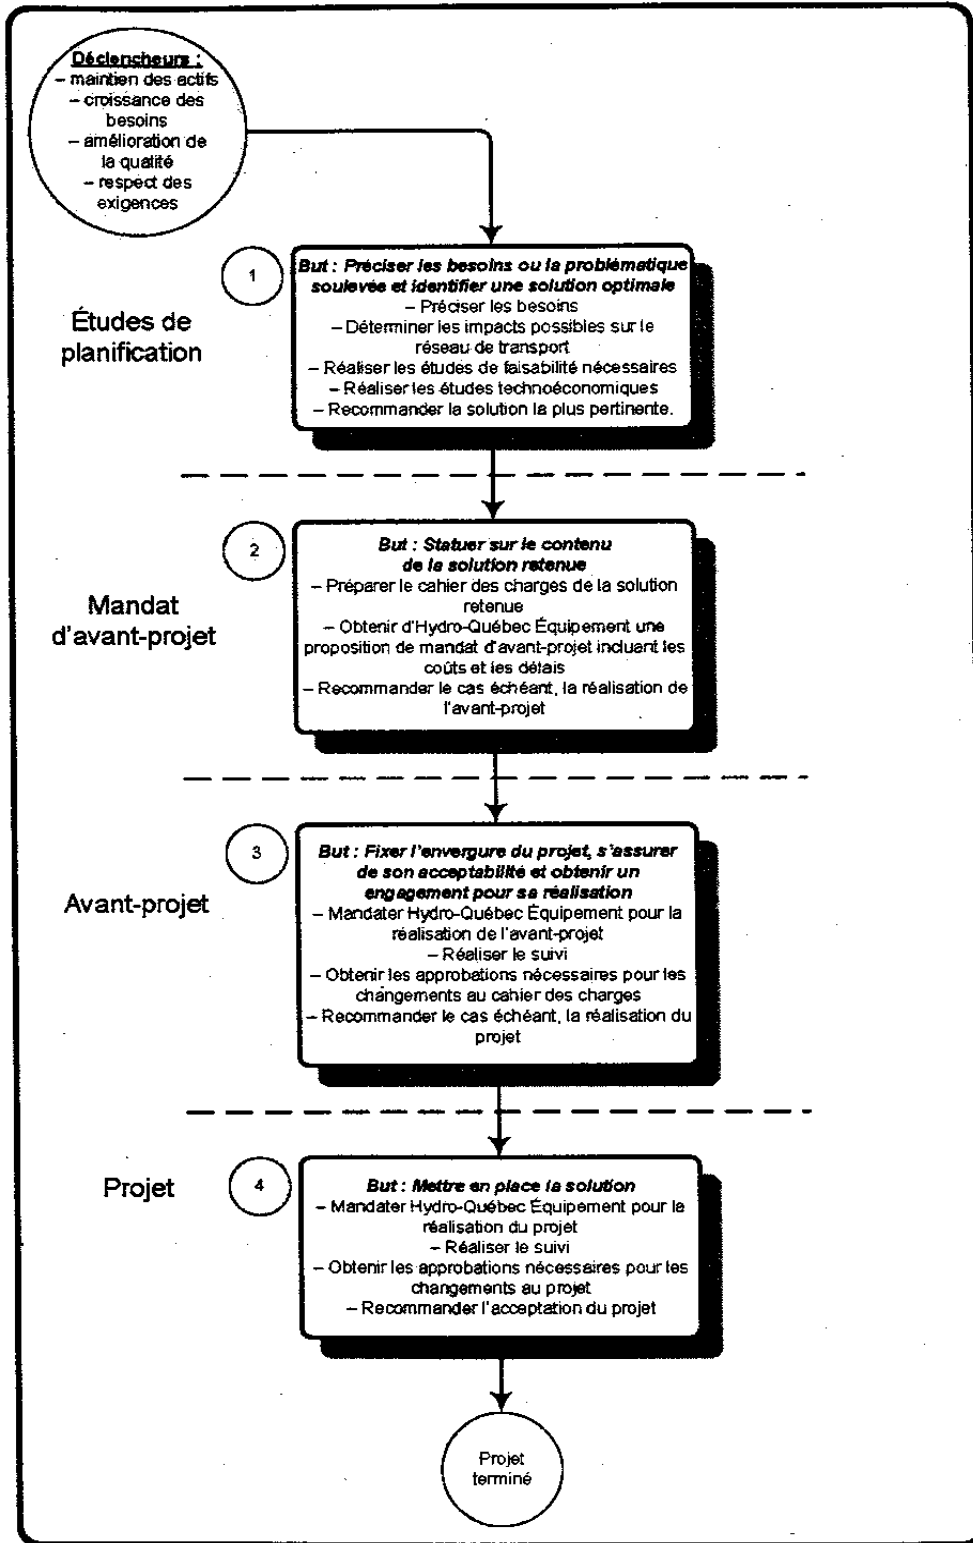 Déclencheurs :
– maintien des actifs
– croissance des
besoins
– amélioration de
la qualité
– respect des
exigences
1
But : Préciser les besoins ou la problématique
soulevée et identifier une solution optimale
– Préciser les besoins
– Déterminer les impacts possibles sur le
réseau de transport
– Réaliser les études de faisabilité nécessaires
– Réaliser les études technoéconomiques
– Recommander la solution la plus pertinente.
Études de
planification
2
But : Statuer sur le contenu
de la solution retenue
– Préparer le cahier des charges de la solution
retenue
– Obtenir d'Hydro-Québec Équipement une
proposition de mandat d'avant-projet incluant les
coûts et les délais
– Recommander le cas échéant, la réalisation de
l'avant-projet
Mandat
d'avant-projet
3
But : Fixer l'envergure du projet, s'assurer
de son acceptabilité et obtenir un
engagement pour sa réalisation
– Mandater Hydro-Québec Équipement pour la
réalisation de l'avant-projet
– Réaliser le suivi
– Obtenir les approbations nécessaires pour les
changements au cahier des charges
– Recommander le cas échéant, la réalisation du
projet
Avant-projet
4
But : Mettre en place la solution
– Mandater Hydro-Québec Équipement pour la
réalisation du projet
– Réaliser le suivi
– Obtenir les approbations nécessaires pour les
changements au projet
– Recommander l'acceptation du projet
Projet
Projet
terminé